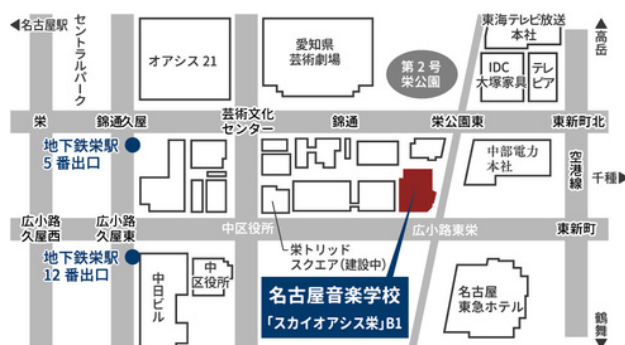 ◀名古屋駅
セントラルパーク
オアシス 21
愛知県
芸術劇場
第2号
栄公園
東海テレビ放送
本社
IDC
大塚家具
テレ
ピア
▲
高岳
栄
錦通久屋
芸術文化
センター
錦通
栄公園東
東新町北
地下鉄栄駅
5 番出口
中部電力
本社
空港線
千種▶
広小路
久屋西
広小路
久屋東
中区役所
広小路東栄
東新町
地下鉄栄駅
12 番出口
中日ビル
中
区役所
栄トリッド
スクエア(建設中)
名古屋音楽学校
「スカイオアシス栄」B1
名古屋
東急ホテル
鶴舞
▼